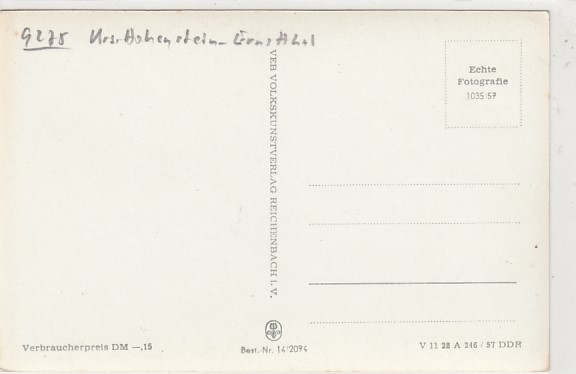 9275 Krs. Hohenstein-Ernstthal
Echte
Fotografie
1035/57
VEB VOLKSKUNSTVERLAG REICHENBACH i. V.
Verbraucherpreis DM —,15
Best.-Nr. 14/2094
V 11 28 A 246 / 57 DDR